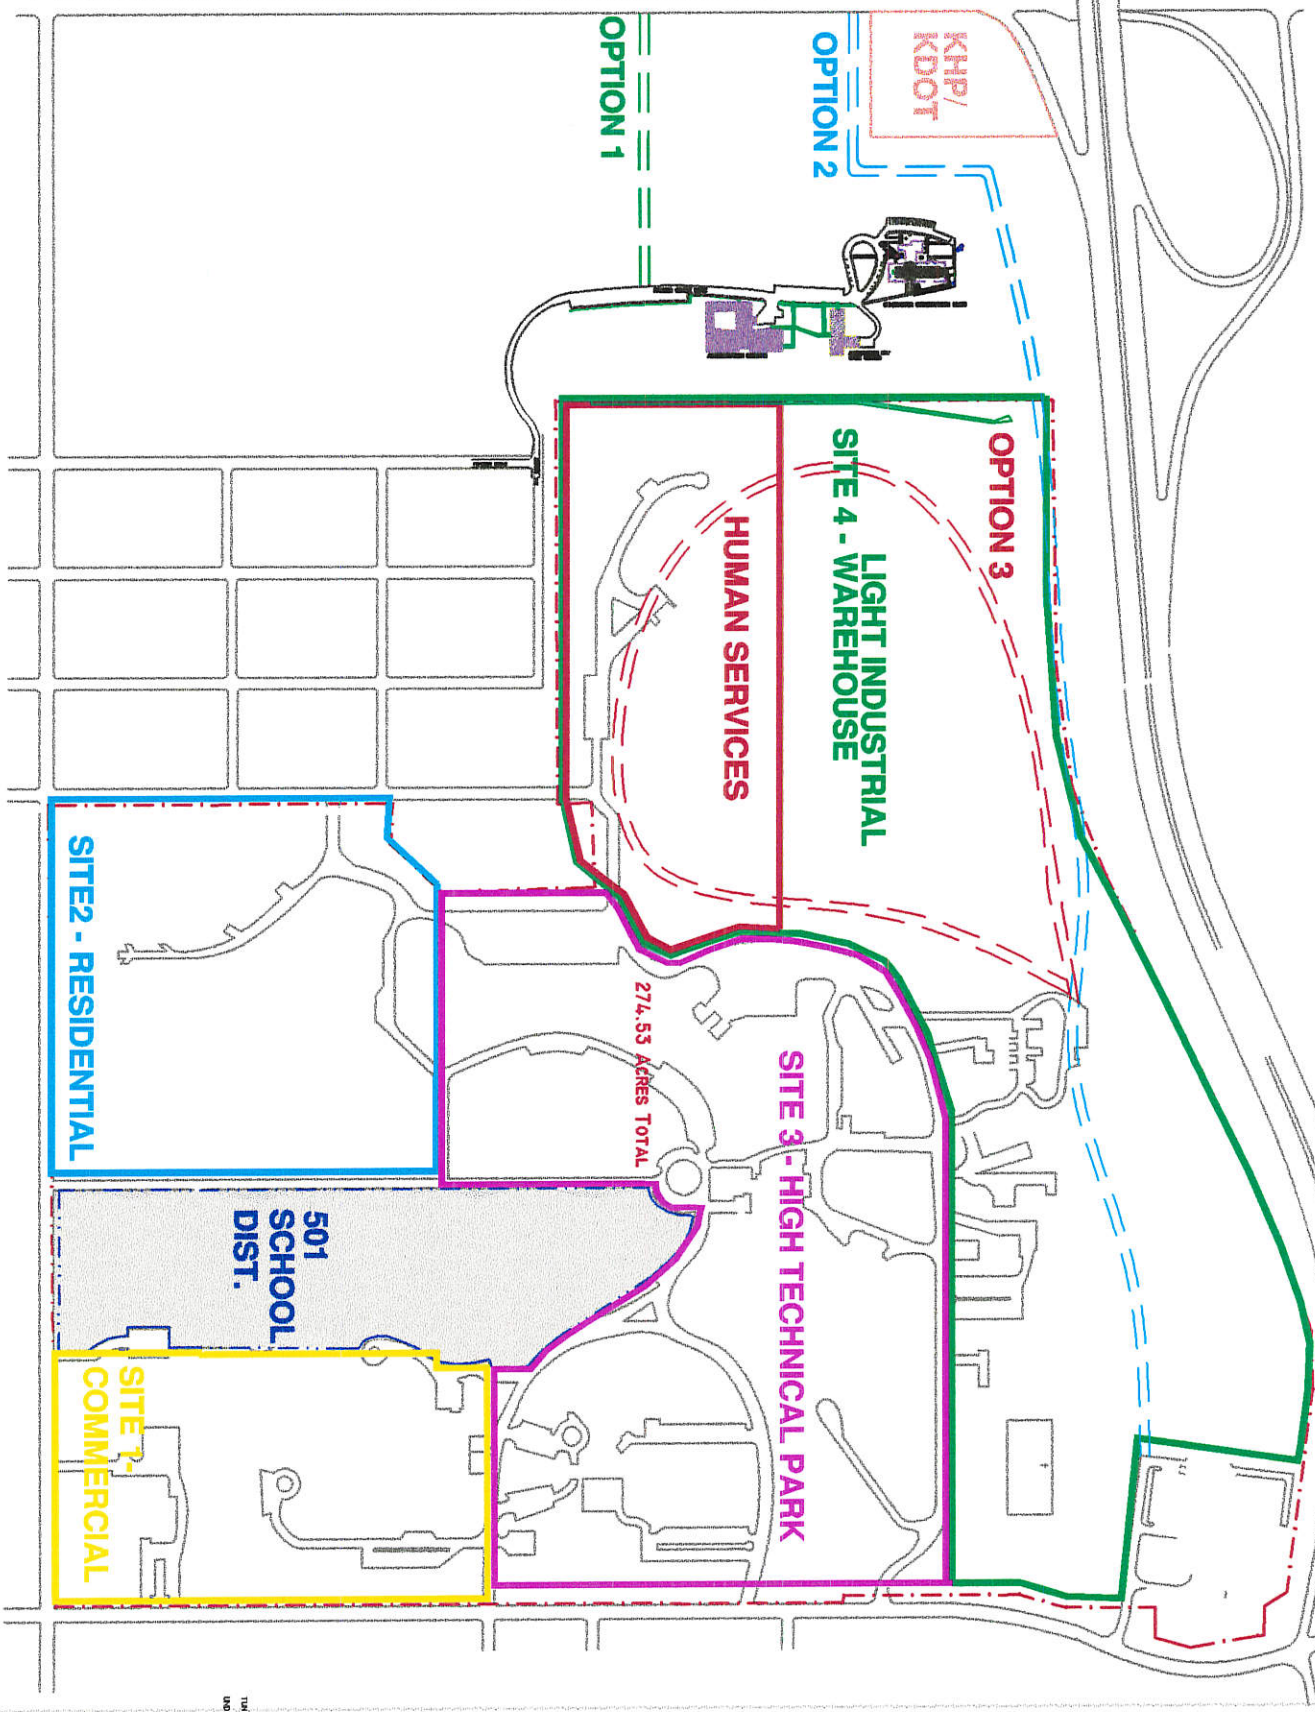 OPTION 1
OPTION 2
KHP/
KDOT
OPTION 3
LIGHT INDUSTRIAL
SITE 4 - WAREHOUSE
HUMAN SERVICES
SITE2 - RESIDENTIAL
274.53 ACRES TOTAL
SITE 3 - HIGH TECHNICAL PARK
501
SCHOOL
DIST.
SITE 1 -
COMMERCIAL